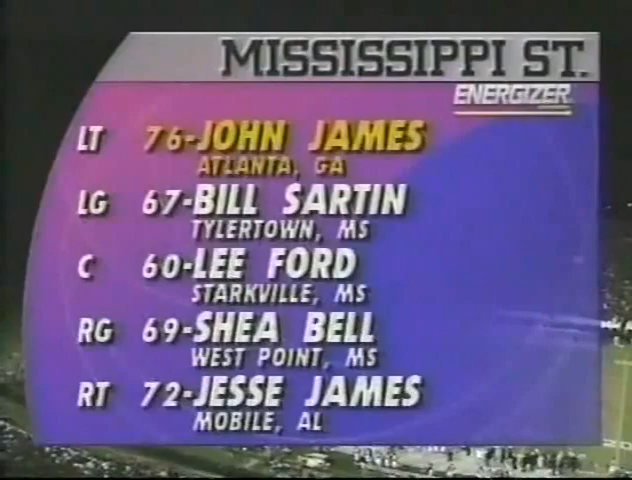 MISSISSIPPI ST.
ENERGIZER
LT 76-JOHN JAMES
ATLANTA, GA
LG 67-BILL SARTIN
TYLERTOWN, MS
C 60-LEE FORD
STARKVILLE, MS
RG 69-SHEA BELL
WEST POINT, MS
RT 72-JESSE JAMES
MOBILE, AL